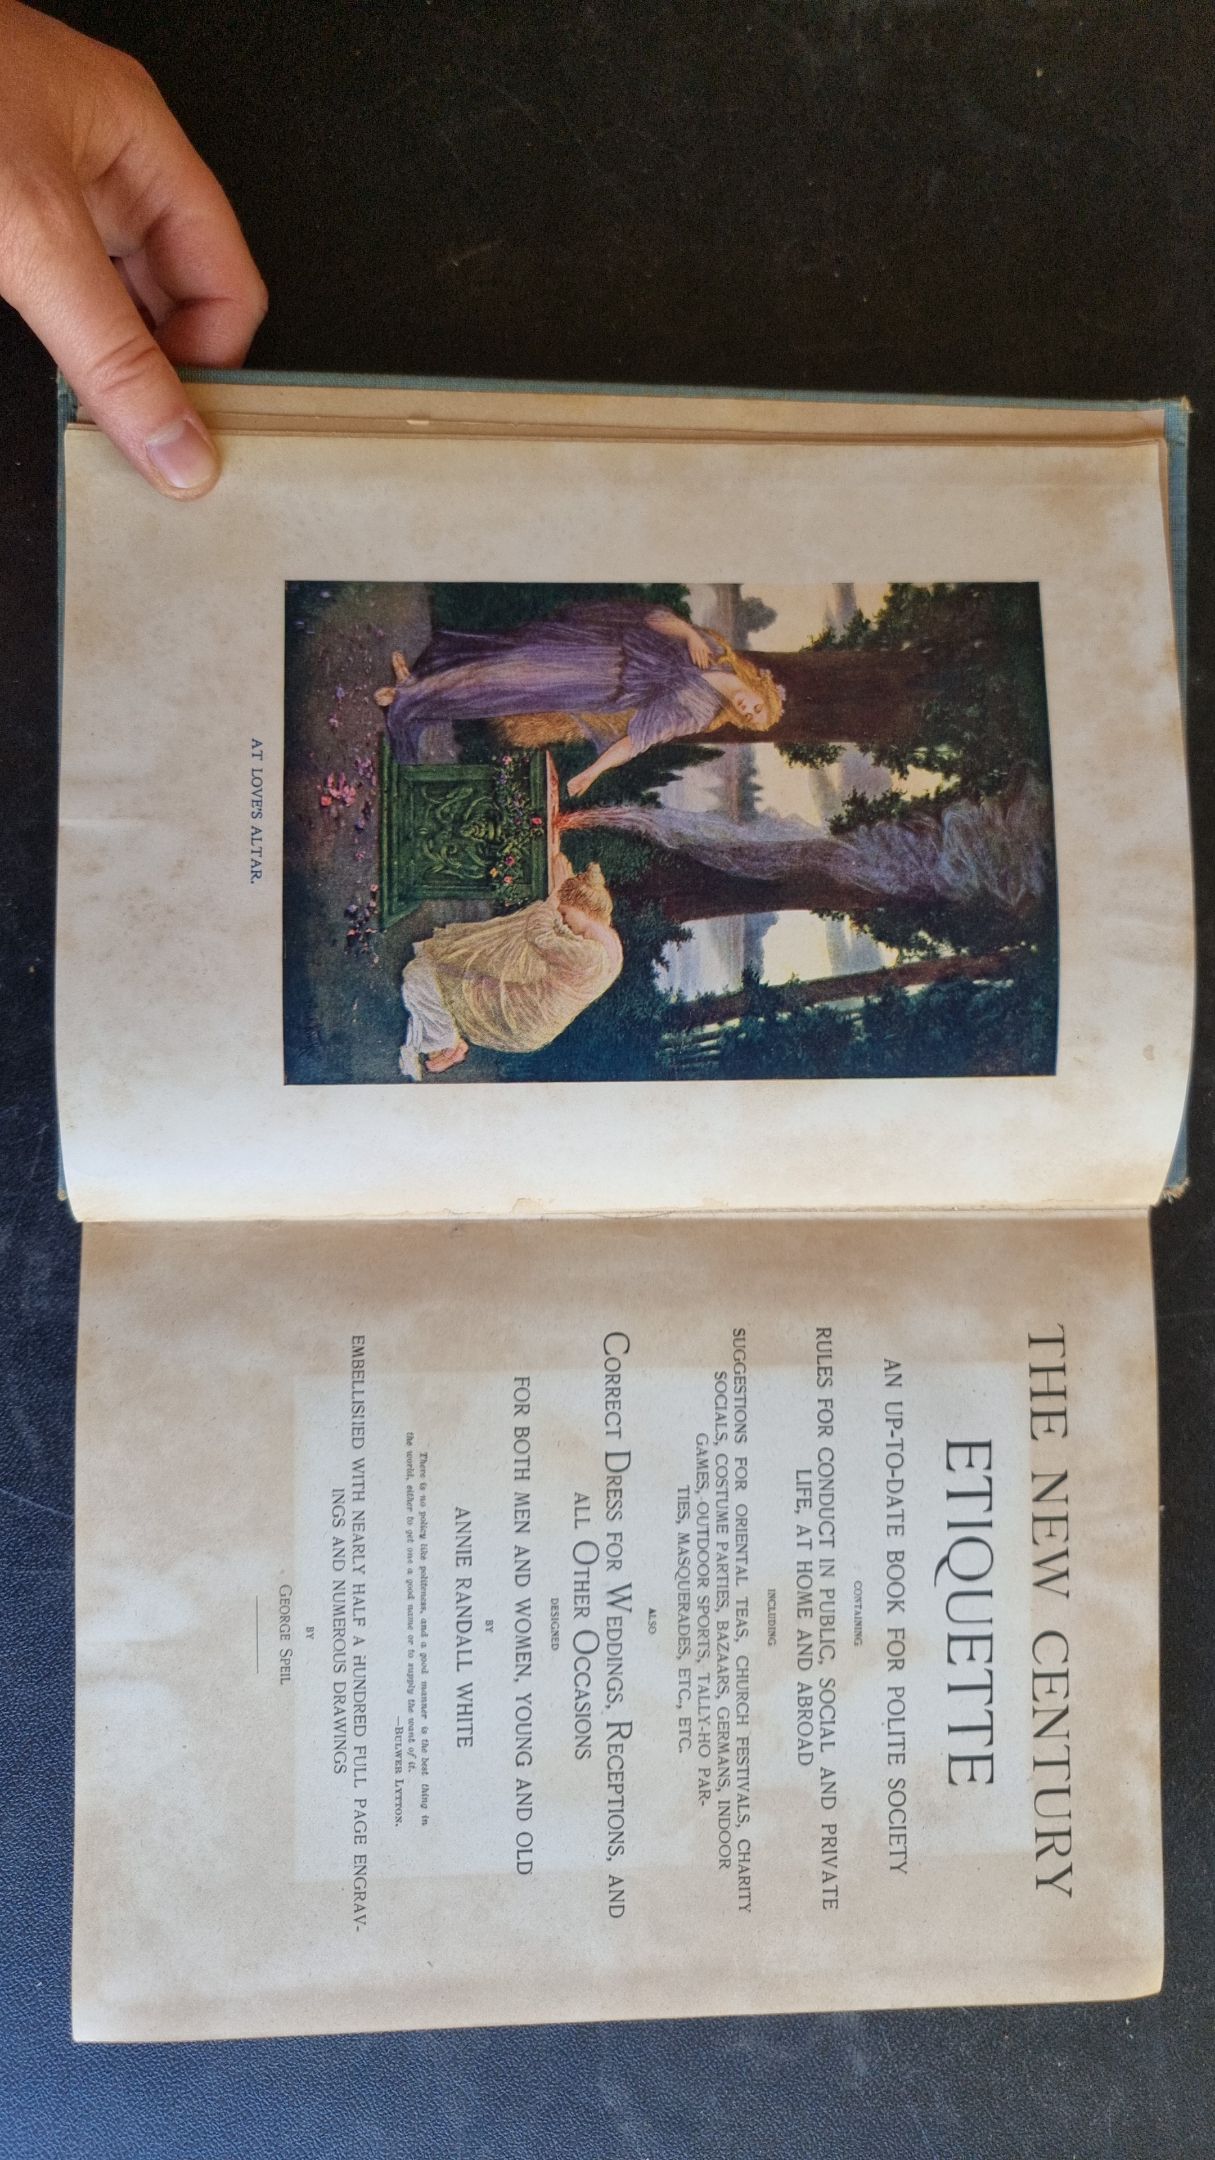 AT LOVE'S ALTAR.
THE NEW CENTURY
ETIQUETTE
AN UP-TO-DATE BOOK FOR POLITE SOCIETY
CONTAINING
RULES FOR CONDUCT IN PUBLIC, SOCIAL AND PRIVATE
LIFE, AT HOME AND ABROAD
INCLUDING
SUGGESTIONS FOR ORIENTAL TEAS, CHURCH FESTIVALS, CHARITY
SOCIALS, COSTUME PARTIES, BAZAARS, GERMANS, INDOOR
GAMES, OUTDOOR SPORTS, TALLY-HO PAR-
TIES, MASQUERADES, ETC., ETC.
ALSO
CORRECT DRESS FOR WEDDINGS, RECEPTIONS, AND
ALL OTHER OCCASIONS
DESIGNED
FOR BOTH MEN AND WOMEN, YOUNG AND OLD
BY
ANNIE RANDALL WHITE
There is no policy like politeness, and a good manner is the best thing in
the world, either to get one a good name or to supply the want of it.
—BULWER LYTTON.
EMBELLISHED WITH NEARLY HALF A HUNDRED FULL PAGE ENGRAV-
INGS AND NUMEROUS DRAWINGS
BY
GEORGE SPEIL